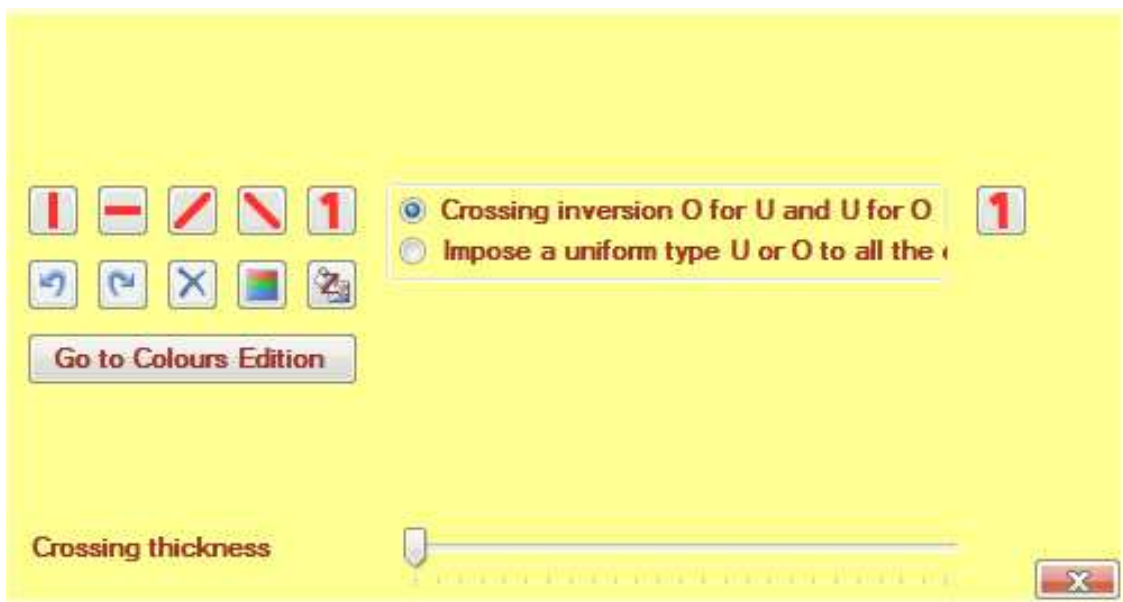 1
Crossing inversion O for U and U for O
1
Impose a uniform type U or O to all the
Go to Colours Edition
Crossing thickness